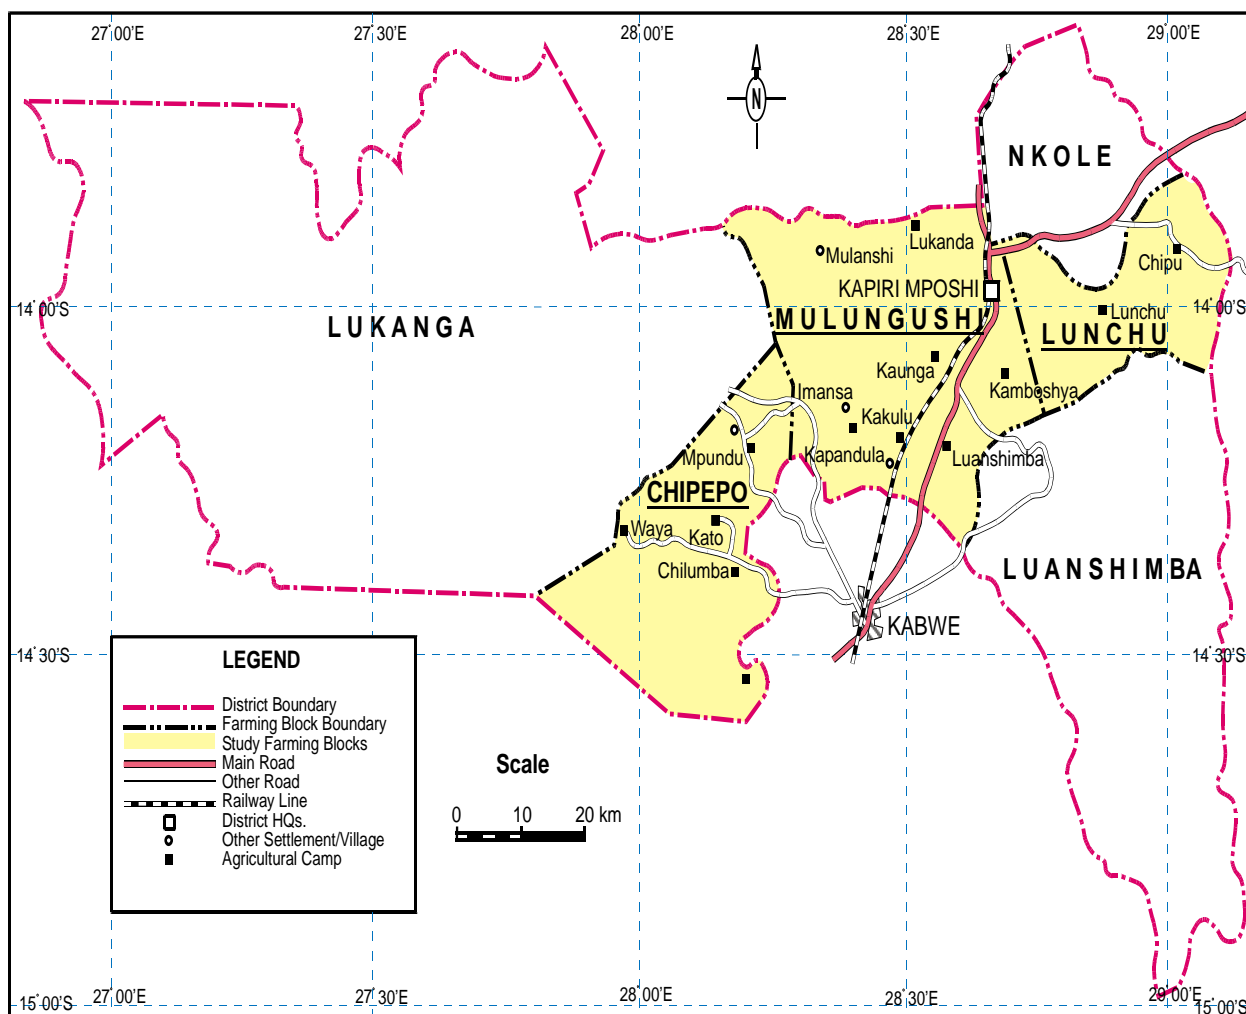 27°00'E 27°30'E 28°00'E 28°30'E 29°00'E
N
NKOLE
Lukanda
Mulanshi
Chipu
KAPIRI MPOSHI
14°00'S 14°00'S
MULUNGUSHI
Lunchu
LUKANGA
LUNCHU
Kaunga
Kamboshya
Imansa
Kakulu
Mpundu
Kapandula
Luanshimba
CHIPEPO
Waya
Kato
Chilumba
LUANSHIMBA
KABWE
14°30'S 14°30'S
LEGEND
District Boundary
Farming Block Boundary
Study Farming Blocks
Main Road
Other Road
Railway Line
District HQs.
Other Settlement/Village
Agricultural Camp
Scale
0 10 20 km
27°00'E 27°30'E 28°00'E 28°30'E 29°00'E
15°00'S 15°00'S